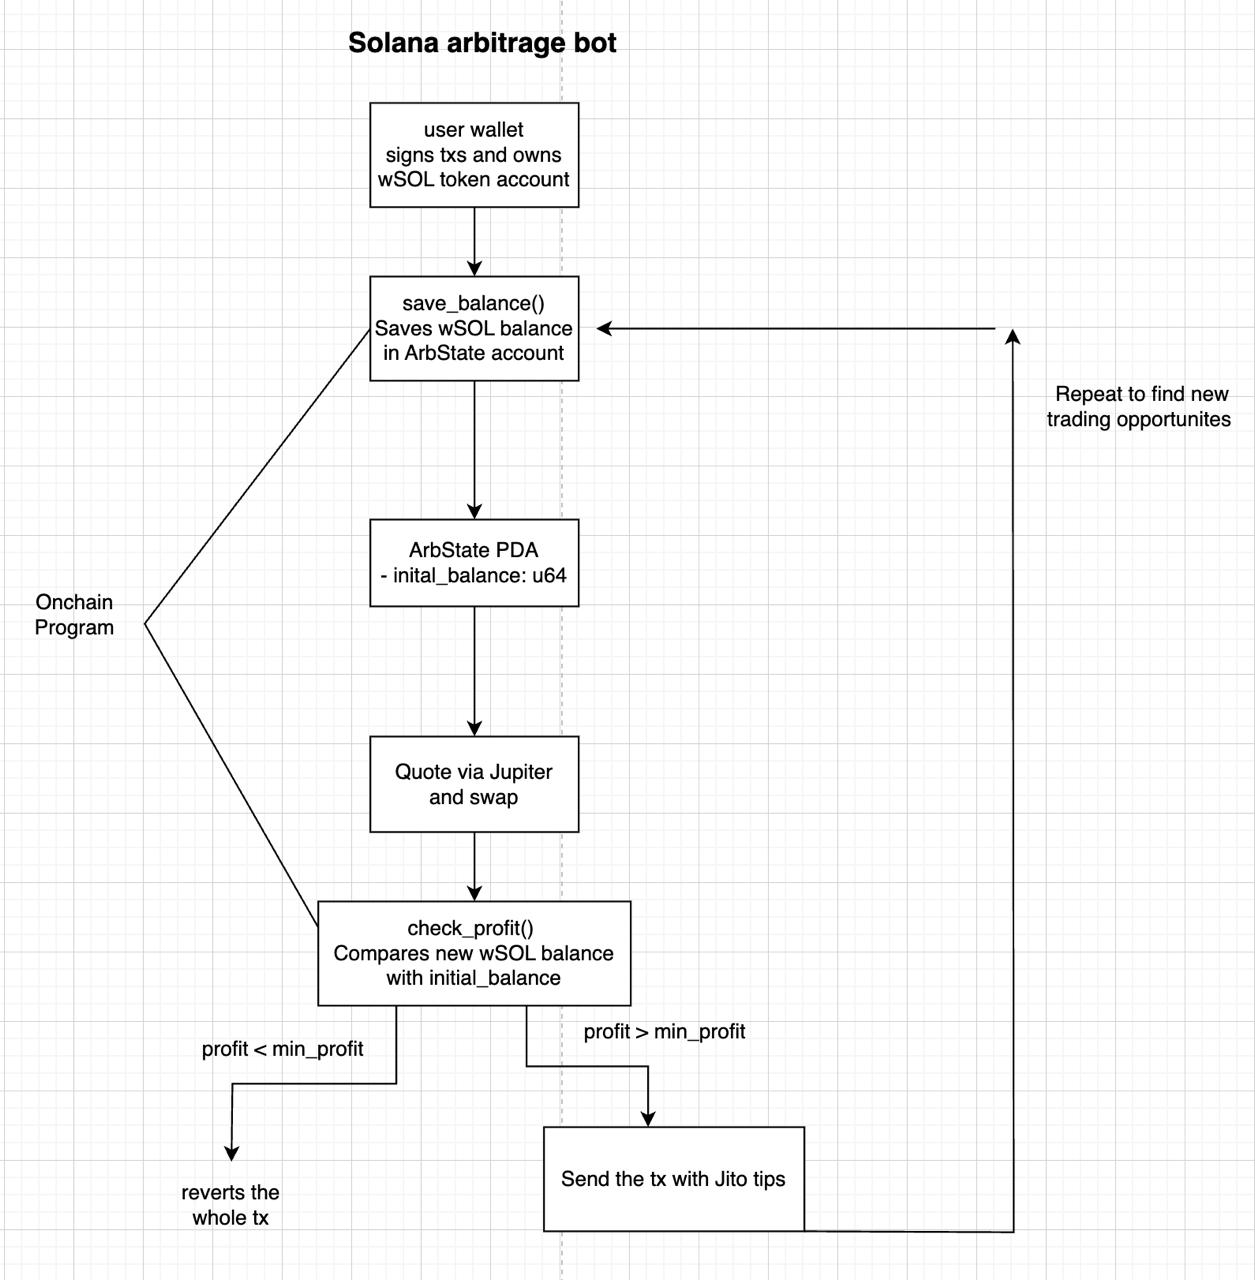 Solana arbitrage bot
user wallet
signs txs and owns
wSOL token account
save_balance()
Saves wSOL balance
in ArbState account
Repeat to find new
trading opportunites
ArbState PDA
- inital_balance: u64
Onchain
Program
Quote via Jupiter
and swap
check_profit()
Compares new wSOL balance
with initial_balance
profit < min_profit
profit > min_profit
Send the tx with Jito tips
reverts the
whole tx